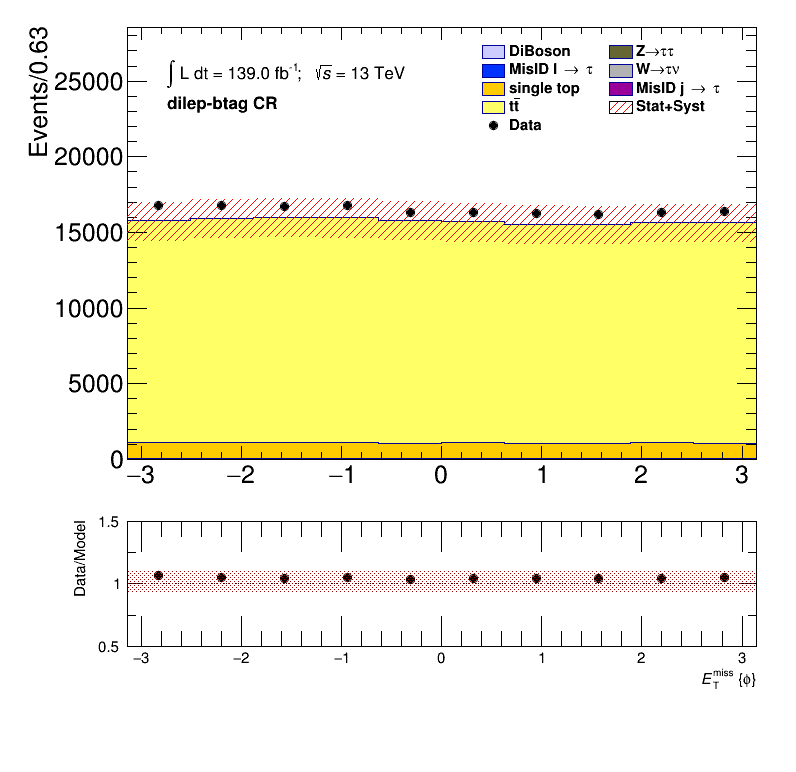 Events/0.63
25000
20000
15000
10000
5000
0
∫ L dt = 139.0 fb⁻¹; √s = 13 TeV
dilep-btag CR
DiBoson
MisID l → τ
single top
tt̄
Data
Z→ττ
W→τν
MisID j → τ
Stat+Syst
−3 −2 −1 0 1 2 3
Data/Model
1.5
1
0.5
−3 −2 −1 0 1 2 3
E_T^miss {ϕ}